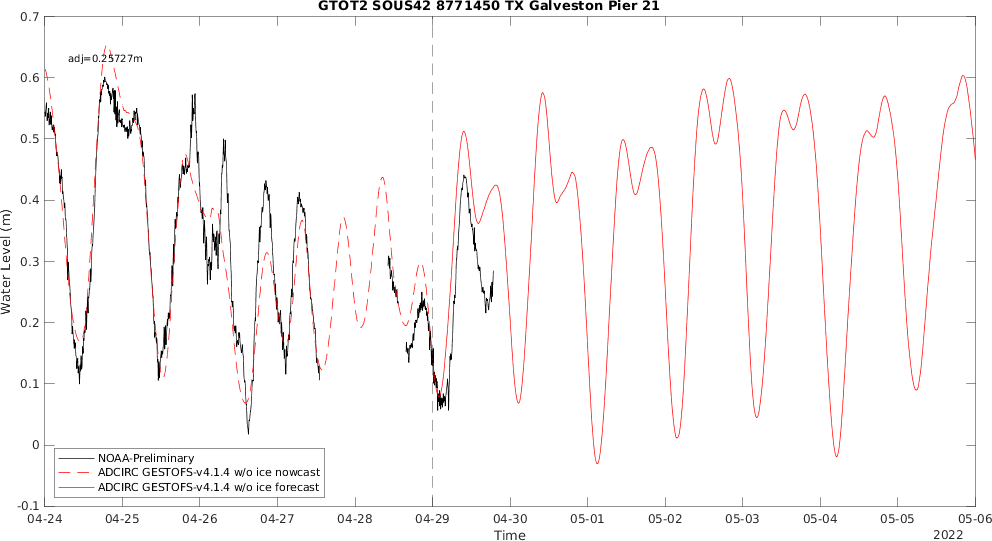 GTOT2 SOUS42 8771450 TX Galveston Pier 21
adj=0.25727m
0.7
0.6
0.5
0.4
0.3
0.2
0.1
0
-0.1
Water Level (m)
NOAA-Preliminary
ADCIRC GESTOFS-v4.1.4 w/o ice nowcast
ADCIRC GESTOFS-v4.1.4 w/o ice forecast
04-24 04-25 04-26 04-27 04-28 04-29 04-30 05-01 05-02 05-03 05-04 05-05 05-06
Time
2022